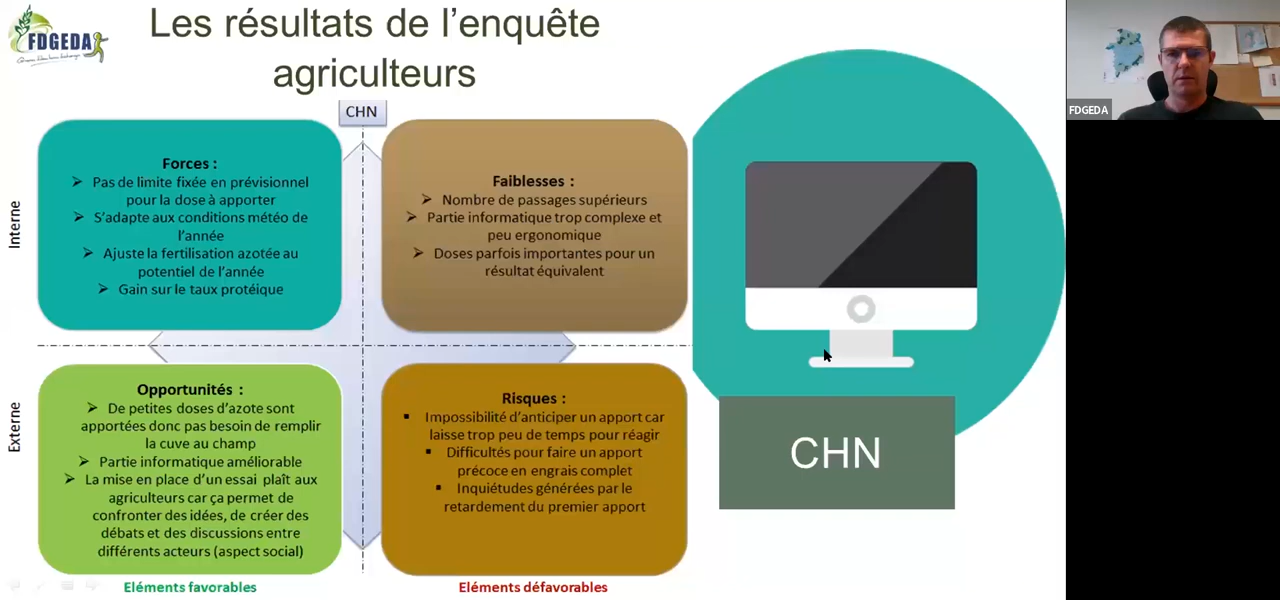 Les résultats de l'enquête
agriculteurs
FDGEDA
FDGEDA
CHN
Interne
Forces :
➢ Pas de limite fixée en prévisionnel
pour la dose à apporter
➢ S'adapte aux conditions météo de
l'année
➢ Ajuste la fertilisation azotée au
potentiel de l'année
➢ Gain sur le taux protéique
Faiblesses :
➢ Nombre de passages supérieurs
➢ Partie informatique trop complexe et
peu ergonomique
➢ Doses parfois importantes pour un
résultat équivalent
Externe
Opportunités :
➢ De petites doses d'azote sont
apportées donc pas besoin de remplir
la cuve au champ
➢ Partie informatique améliorable
➢ La mise en place d'un essai plaît aux
agriculteurs car ça permet de
confronter des idées, de créer des
débats et des discussions entre
différents acteurs (aspect social)
Risques :
▪ Impossibilité d'anticiper un apport car
laisse trop peu de temps pour réagir
▪ Difficultés pour faire un apport
précoce en engrais complet
▪ Inquiétudes générées par le
retardement du premier apport
CHN
Eléments favorables
Eléments défavorables